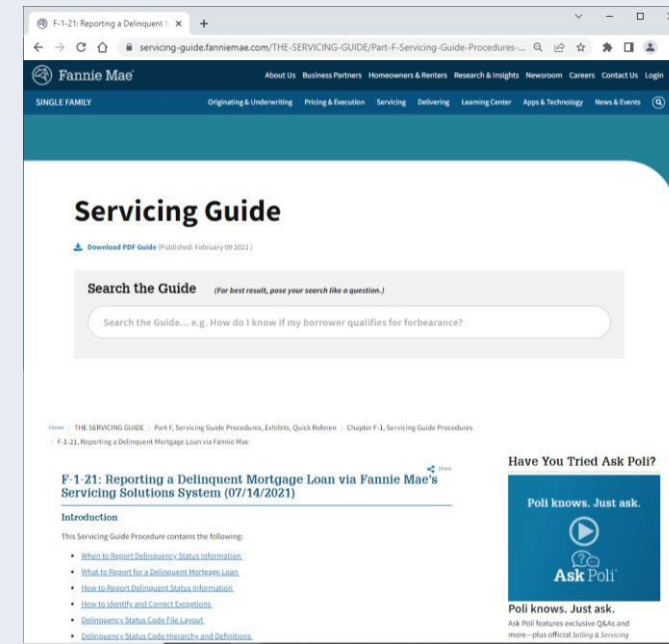 F-1-21: Reporting a Delinquent
servicing-guide.fanniemae.com/THE-SERVICING-GUIDE/Part-F-Servicing-Guide-Procedures-...
Fannie Mae
About Us Business Partners Homeowners & Renters Research & Insights Newsroom Careers Contact Us Login
SINGLE FAMILY
Originating & Underwriting Pricing & Execution Servicing Delivering Learning Center Apps & Technology News & Events
Servicing Guide
Download PDF Guide (Published: February 09 2022 )
Search the Guide (For best result, pose your search like a question.)
Search the Guide... e.g. How do I know if my borrower qualifies for forbearance?
Home / THE SERVICING GUIDE / Part F, Servicing Guide Procedures, Exhibits, Quick Referen / Chapter F-1, Servicing Guide Procedures
/ F-1-21, Reporting a Delinquent Mortgage Loan via Fannie Mae
Share
F-1-21: Reporting a Delinquent Mortgage Loan via Fannie Mae's
Servicing Solutions System (07/14/2021)
Introduction
This Servicing Guide Procedure contains the following:
When to Report Delinquency Status Information
What to Report for a Delinquent Mortgage Loan
How to Report Delinquent Status Information
How to Identify and Correct Exceptions
Delinquency Status Code File Layout
Delinquency Status Code Hierarchy and Definitions
Have You Tried Ask Poli?
Poli knows. Just ask.
Ask Poli
Poli knows. Just ask.
Ask Poli features exclusive Q&As and
more—plus official Selling & Servicing